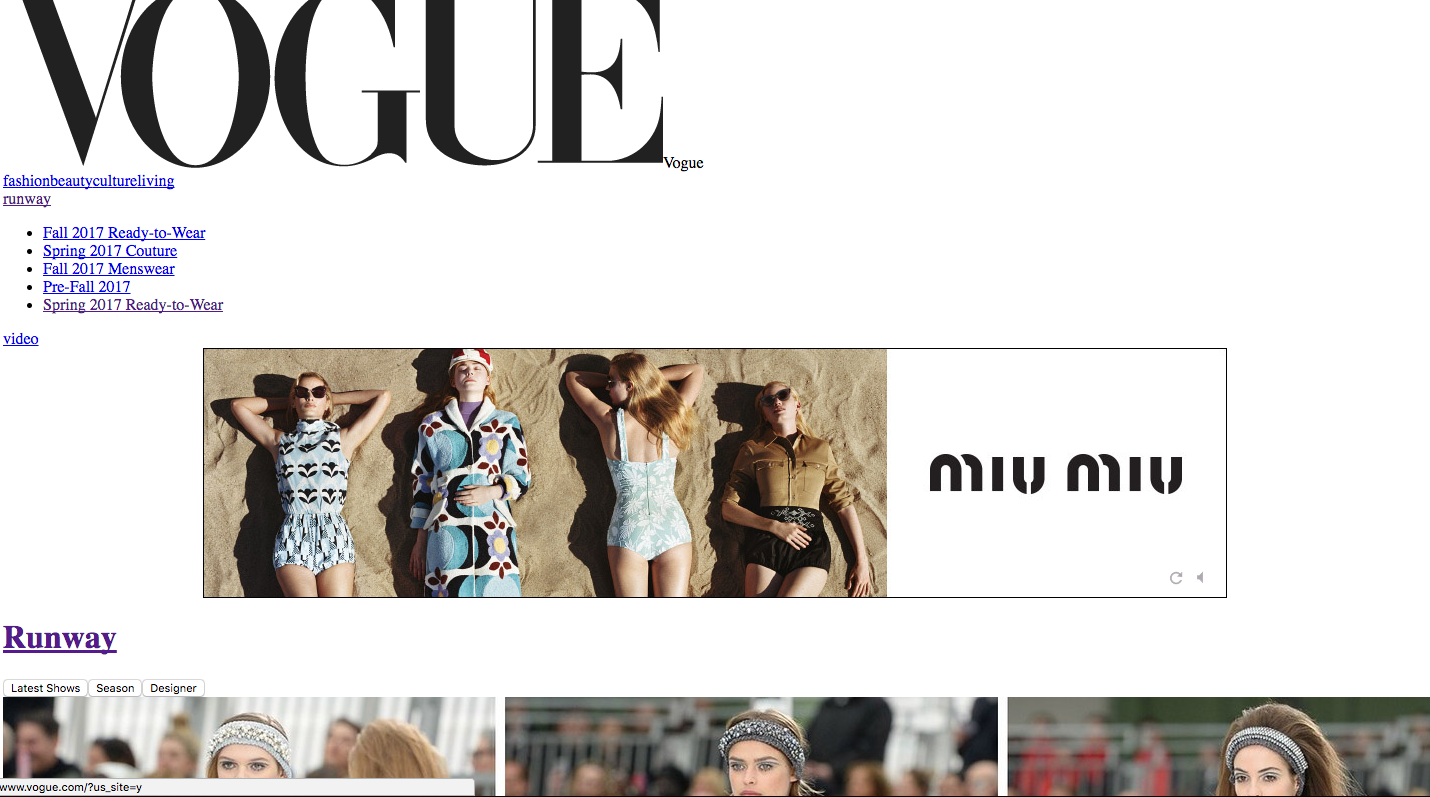 VOGUE Vogue
fashionbeautycultureliving
runway
Fall 2017 Ready-to-Wear
Spring 2017 Couture
Fall 2017 Menswear
Pre-Fall 2017
Spring 2017 Ready-to-Wear
video
miu miu
Runway
Latest Shows Season Designer
www.vogue.com/?us_site=y